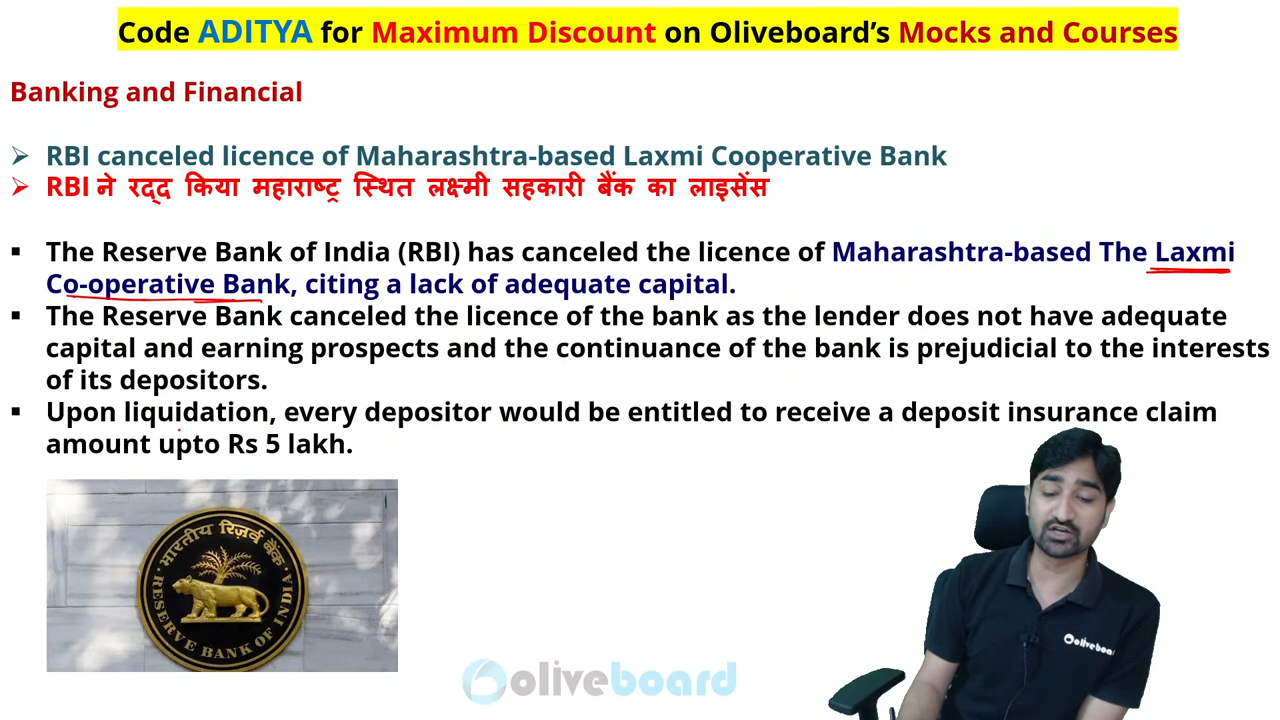 Code ADITYA for Maximum Discount on Oliveboard’s Mocks and Courses
Banking and Financial
➢ RBI canceled licence of Maharashtra-based Laxmi Cooperative Bank
➢ RBI ने रद्द किया महाराष्ट्र स्थित लक्ष्मी सहकारी बैंक का लाइसेंस
▪ The Reserve Bank of India (RBI) has canceled the licence of Maharashtra-based The Laxmi
Co-operative Bank, citing a lack of adequate capital.
▪ The Reserve Bank canceled the licence of the bank as the lender does not have adequate
capital and earning prospects and the continuance of the bank is prejudicial to the interests
of its depositors.
▪ Upon liquidation, every depositor would be entitled to receive a deposit insurance claim
amount upto Rs 5 lakh.
भारतीय रिज़र्व बैंक
RESERVE BANK OF INDIA
oliveboard
oliveboard